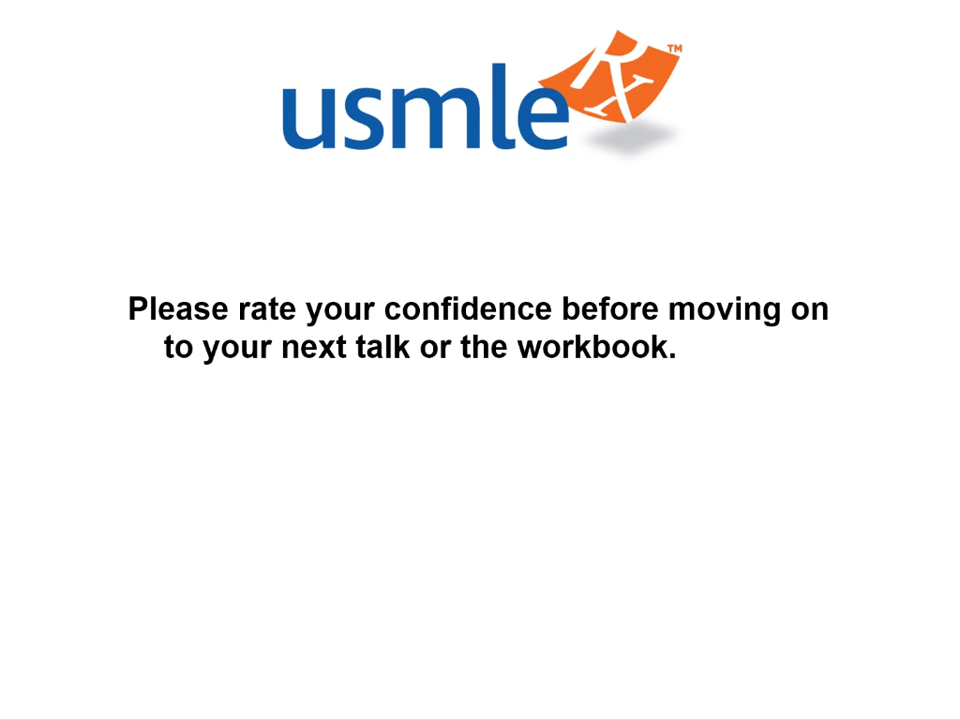 usmle Rx ™
Please rate your confidence before moving on
to your next talk or the workbook.